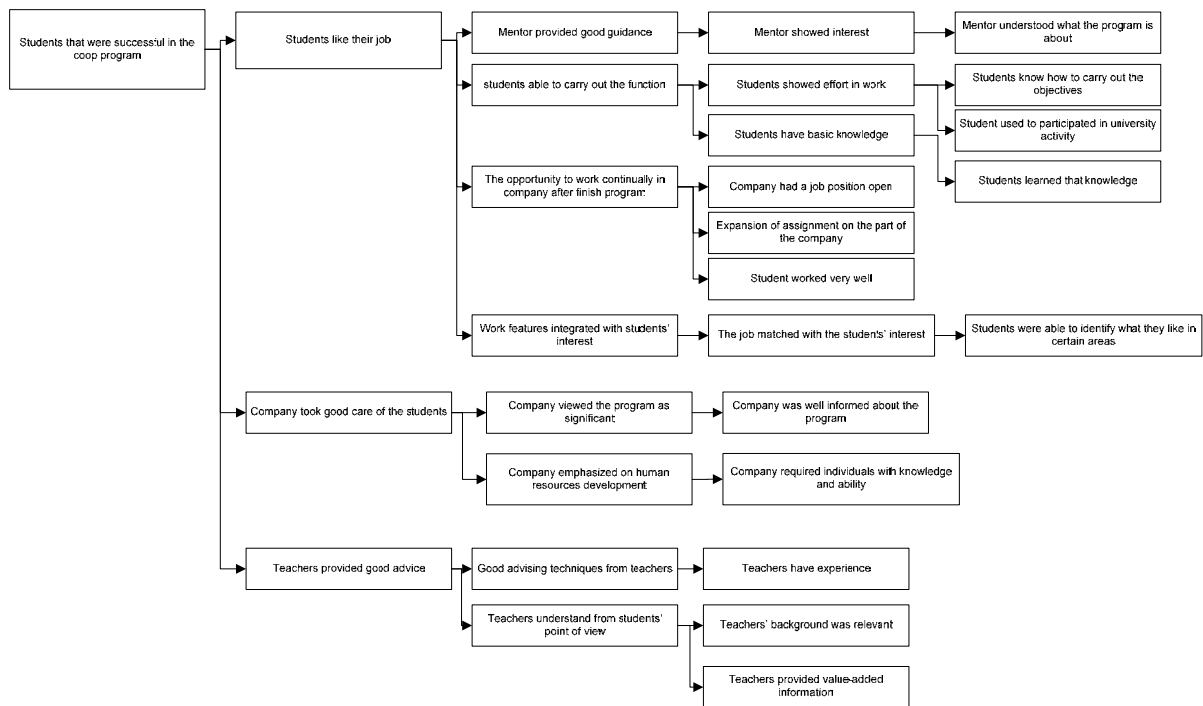 Students that were successful in the
coop program
Students like their job
Mentor provided good guidance
Mentor showed interest
Mentor understood what the program is
about
students able to carry out the function
Students showed effort in work
Students know how to carry out the
objectives
Student used to participated in university
activity
Students have basic knowledge
Students learned that knowledge
The opportunity to work continually in
company after finish program
Company had a job position open
Expansion of assignment on the part of
the company
Student worked very well
Work features integrated with students'
interest
The job matched with the students' interest
Students were able to identify what they like in
certain areas
Company took good care of the students
Company viewed the program as
significant
Company was well informed about the
program
Company emphasized on human
resources development
Company required individuals with knowledge
and ability
Teachers provided good advice
Good advising techniques from teachers
Teachers have experience
Teachers understand from students'
point of view
Teachers' background was relevant
Teachers provided value-added
information